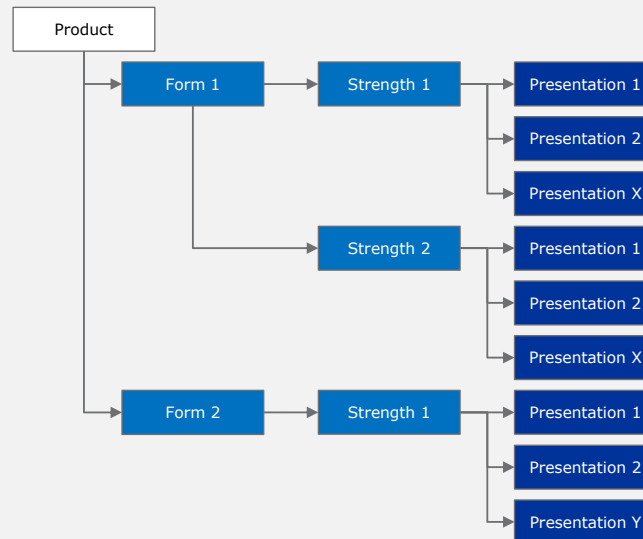 Product
Form 1
Strength 1
Presentation 1
Presentation 2
Presentation X
Strength 2
Presentation 1
Presentation 2
Presentation X
Form 2
Strength 1
Presentation 1
Presentation 2
Presentation Y